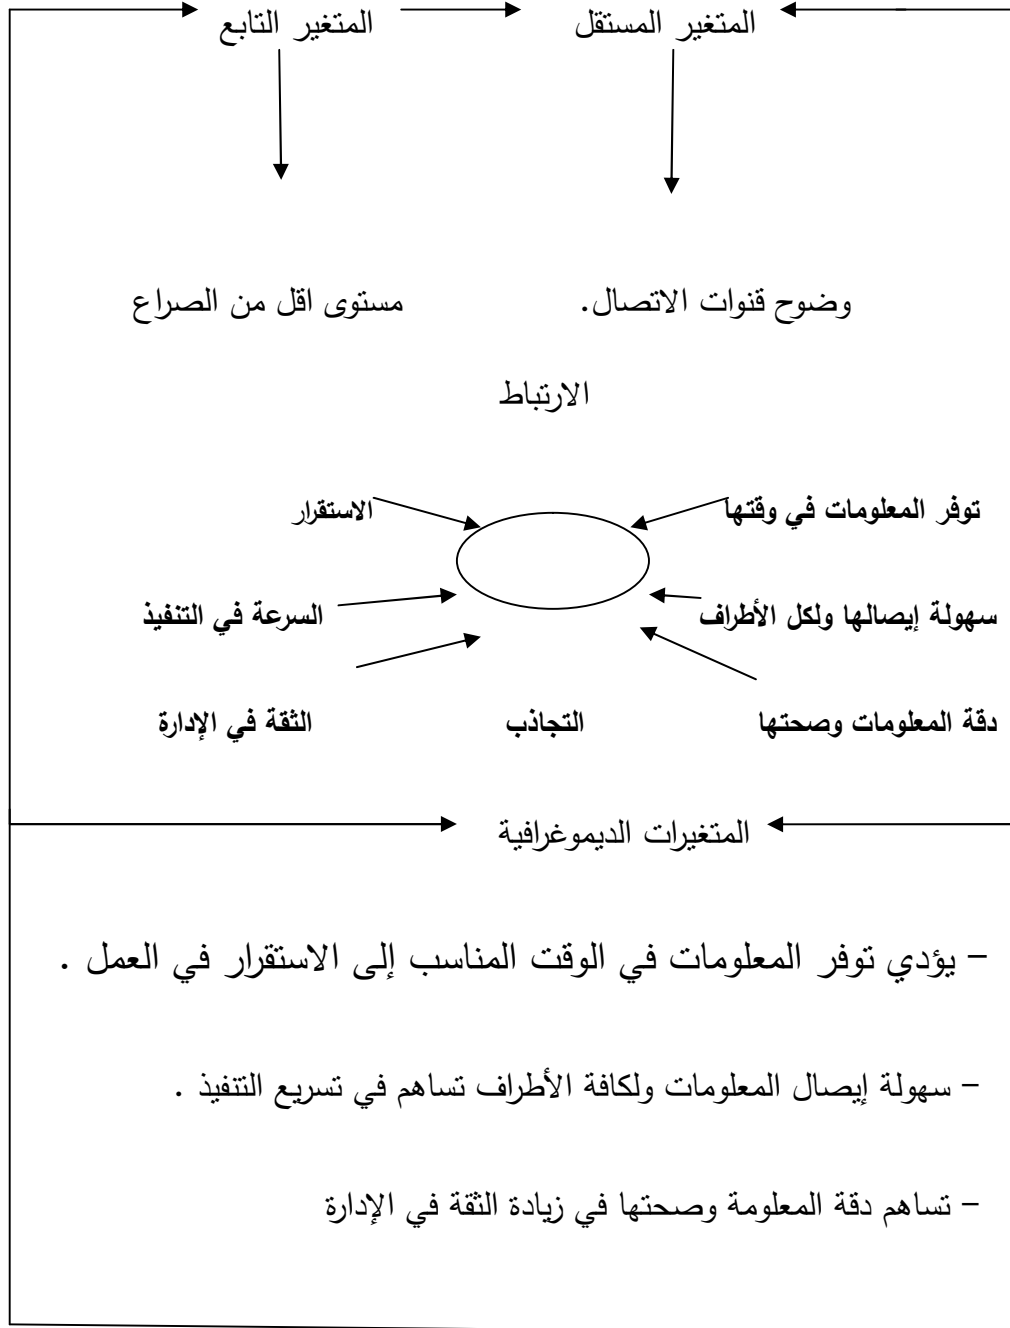 المتغير المستقل المتغير التابع
وضوح قنوات الاتصال. مستوى اقل من الصراع
الارتباط
توفر المعلومات في وقتها الاستقرار
سهولة إيصالها ولكل الأطراف السرعة في التنفيذ
دقة المعلومات وصحتها التجاذب الثقة في الإدارة
المتغيرات الديموغرافية
– يؤدي توفر المعلومات في الوقت المناسب إلى الاستقرار في العمل .
– سهولة إيصال المعلومات ولكافة الأطراف تساهم في تسريع التنفيذ .
– تساهم دقة المعلومة وصحتها في زيادة الثقة في الإدارة